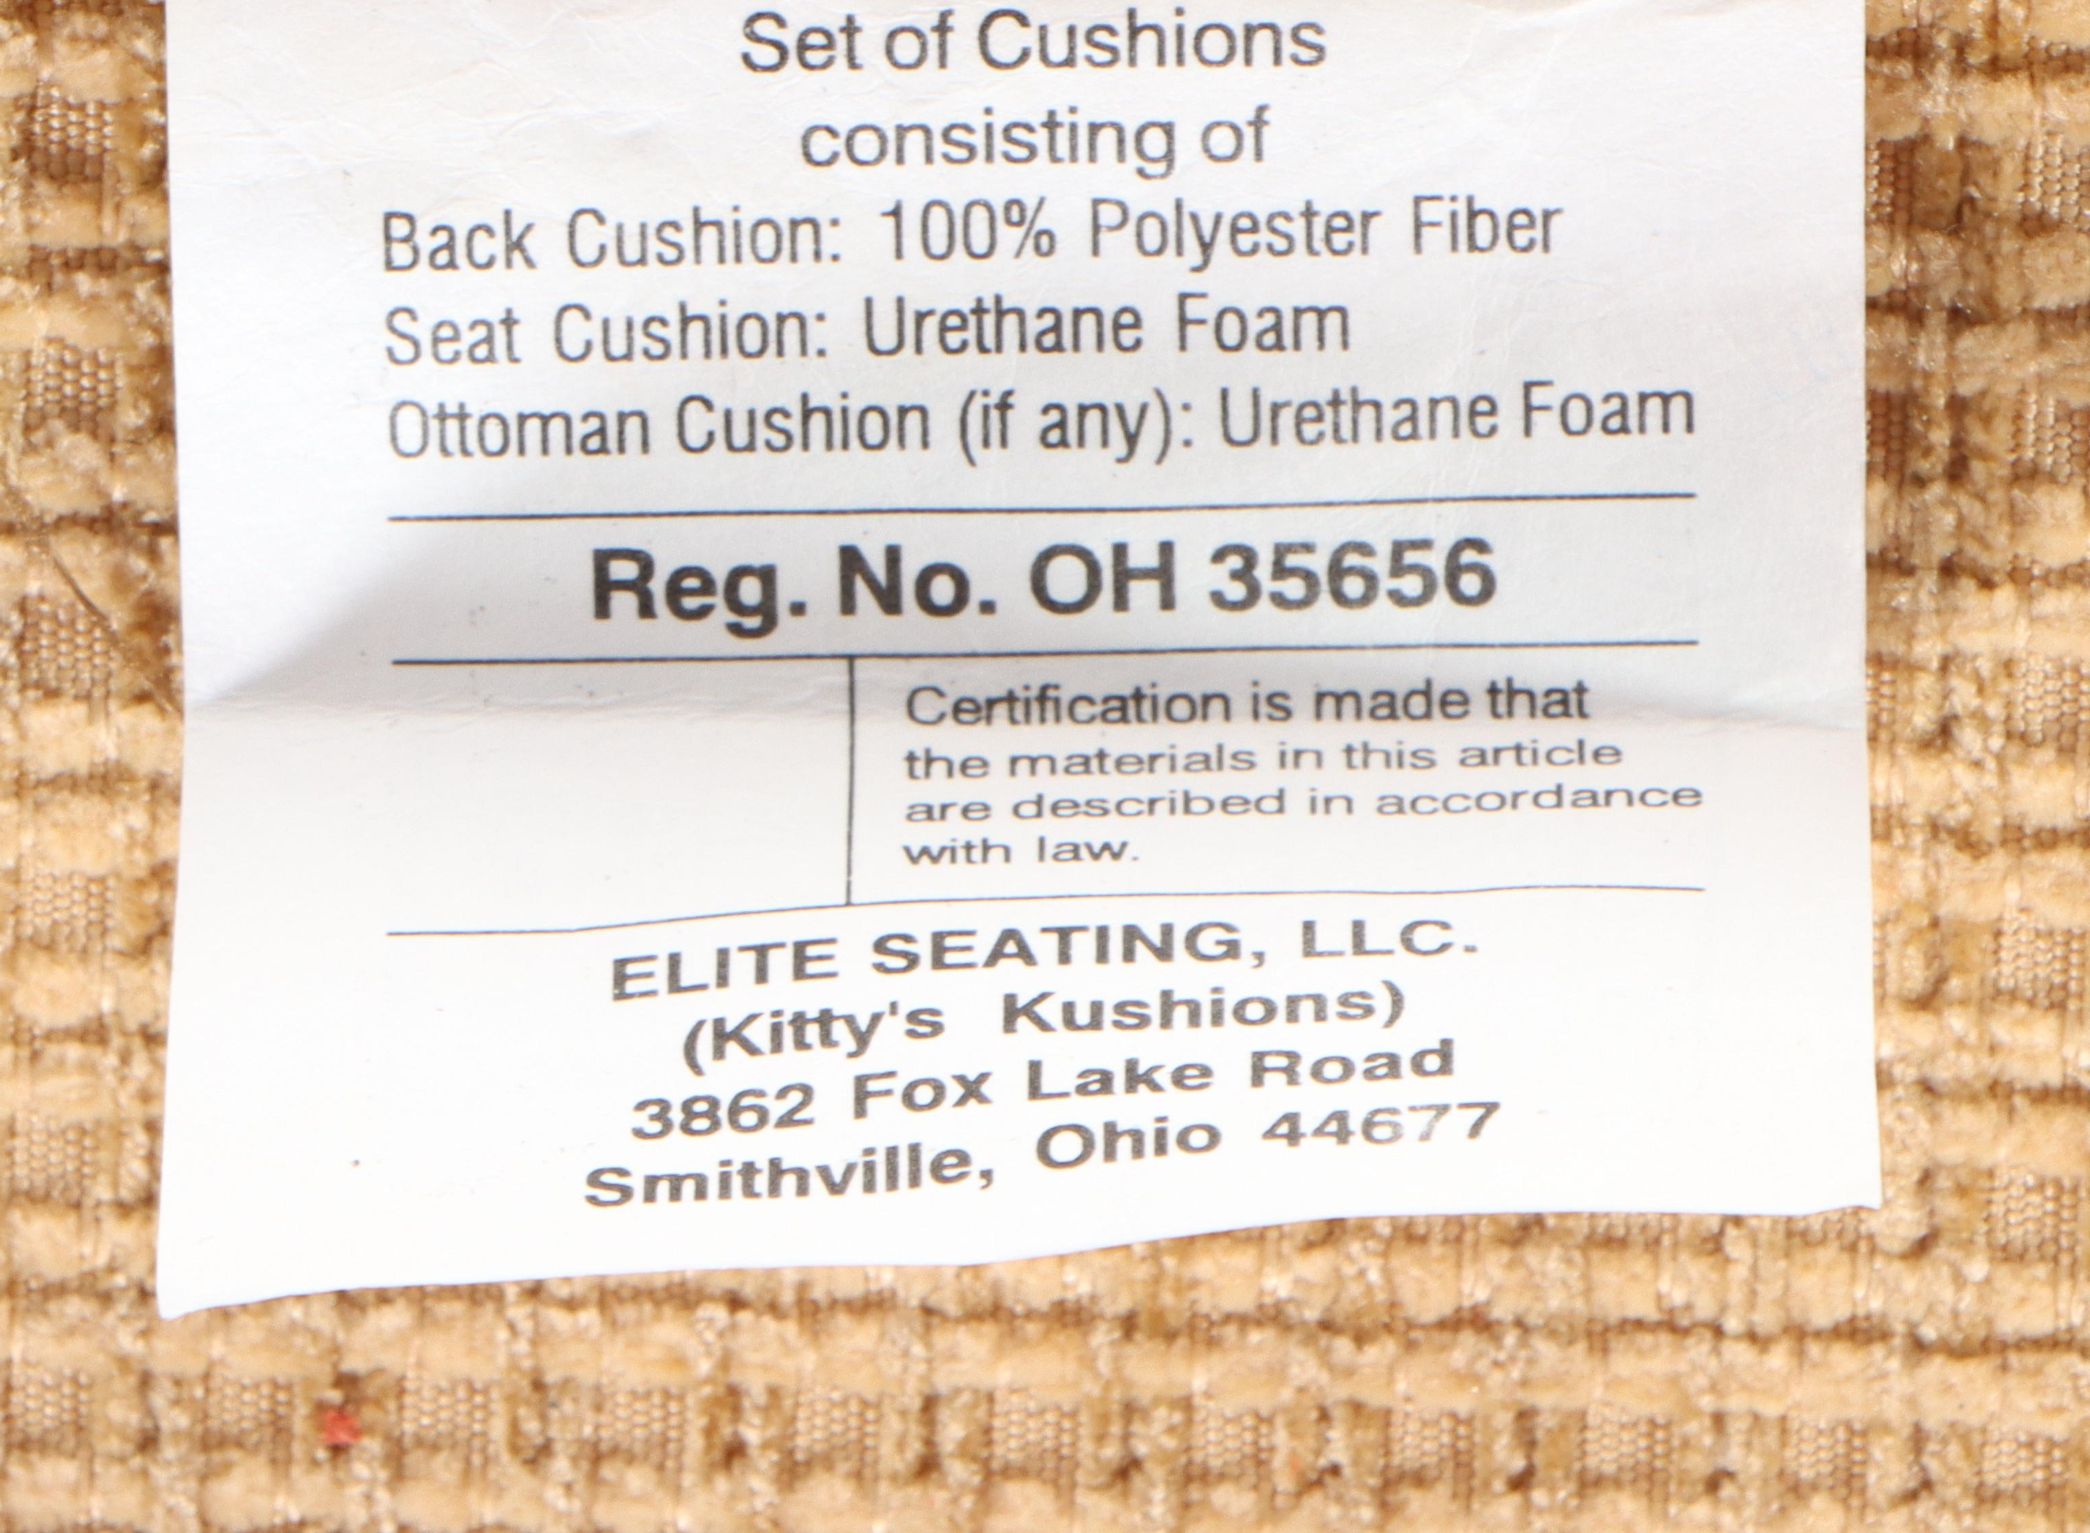 Set of Cushions
consisting of
Back Cushion: 100% Polyester Fiber
Seat Cushion: Urethane Foam
Ottoman Cushion (if any): Urethane Foam
Reg. No. OH 35656
Certification is made that
the materials in this article
are described in accordance
with law.
ELITE SEATING, LLC.
(Kitty's Kushions)
3862 Fox Lake Road
Smithville, Ohio 44677